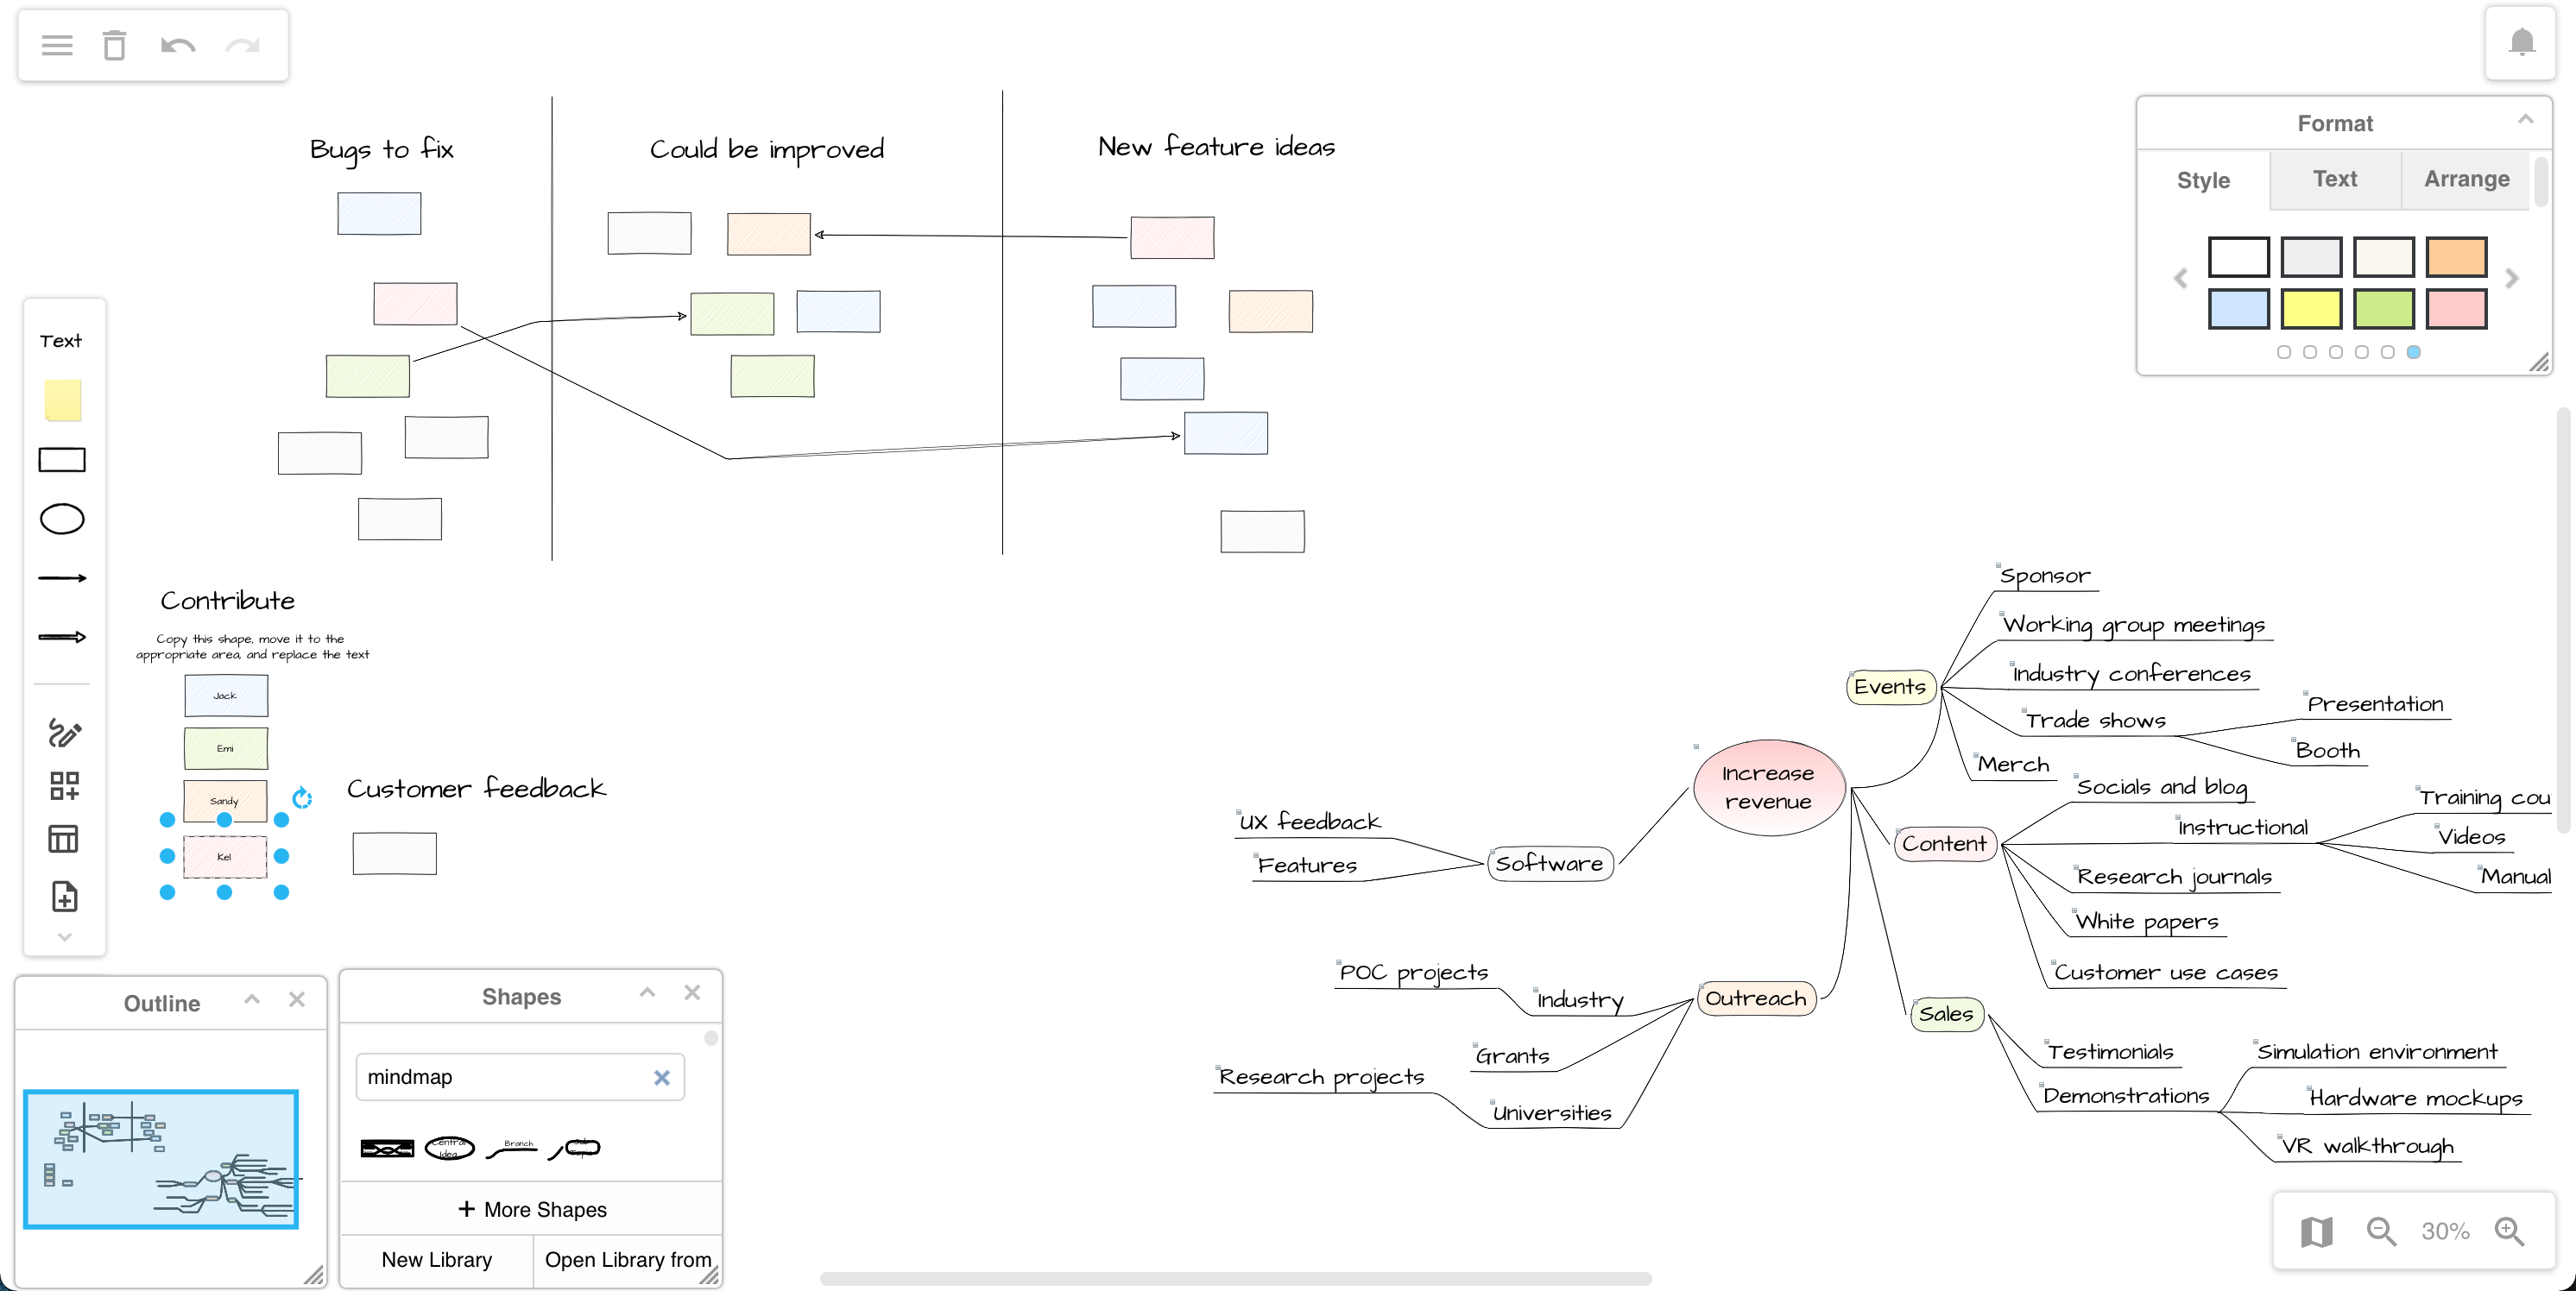 Bugs to fix
Could be improved
New feature ideas
Format
Style
Text
Arrange
Text
Contribute
Copy this shape, move it to the
appropriate area, and replace the text
Jack
Emi
Sandy
Kel
Customer feedback
Increase
revenue
Events
Sponsor
Working group meetings
Industry conferences
Trade shows
Presentation
Booth
Merch
Content
Socials and blog
Instructional
Training cou
Videos
Manual
Research journals
White papers
Customer use cases
Sales
Testimonials
Demonstrations
Simulation environment
Hardware mockups
VR walkthrough
Software
UX feedback
Features
Outreach
Industry
POC projects
Grants
Universities
Research projects
Outline
Shapes
mindmap
Central
Idea
Branch
Sub
Topic
+ More Shapes
New Library
Open Library from
30%